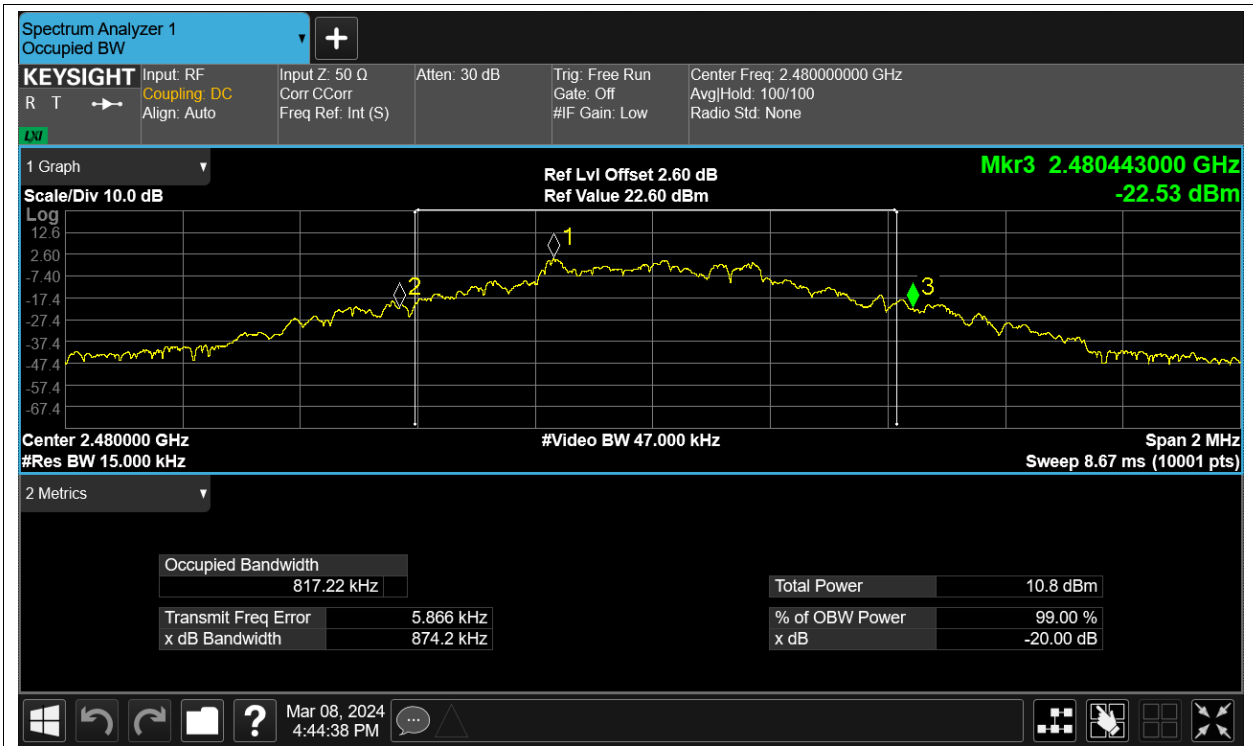 Spectrum Analyzer 1
Occupied BW
KEYSIGHT
R T
LXI
Input: RF
Coupling: DC
Align: Auto
Input Z: 50 Ω
Corr CCorr
Freq Ref: Int (S)
Atten: 30 dB
Trig: Free Run
Gate: Off
#IF Gain: Low
Center Freq: 2.480000000 GHz
Avg|Hold: 100/100
Radio Std: None
1 Graph
Scale/Div 10.0 dB
Ref Lvl Offset 2.60 dB
Ref Value 22.60 dBm
Mkr3 2.480443000 GHz
-22.53 dBm
Log
12.6
2.60
-7.40
-17.4
-27.4
-37.4
-47.4
-57.4
-67.4
1
2
3
Center 2.480000 GHz
#Res BW 15.000 kHz
#Video BW 47.000 kHz
Span 2 MHz
Sweep 8.67 ms (10001 pts)
2 Metrics
Occupied Bandwidth
817.22 kHz
Transmit Freq Error 5.866 kHz
x dB Bandwidth 874.2 kHz
Total Power 10.8 dBm
% of OBW Power 99.00 %
x dB -20.00 dB
?
Mar 08, 2024
4:44:38 PM